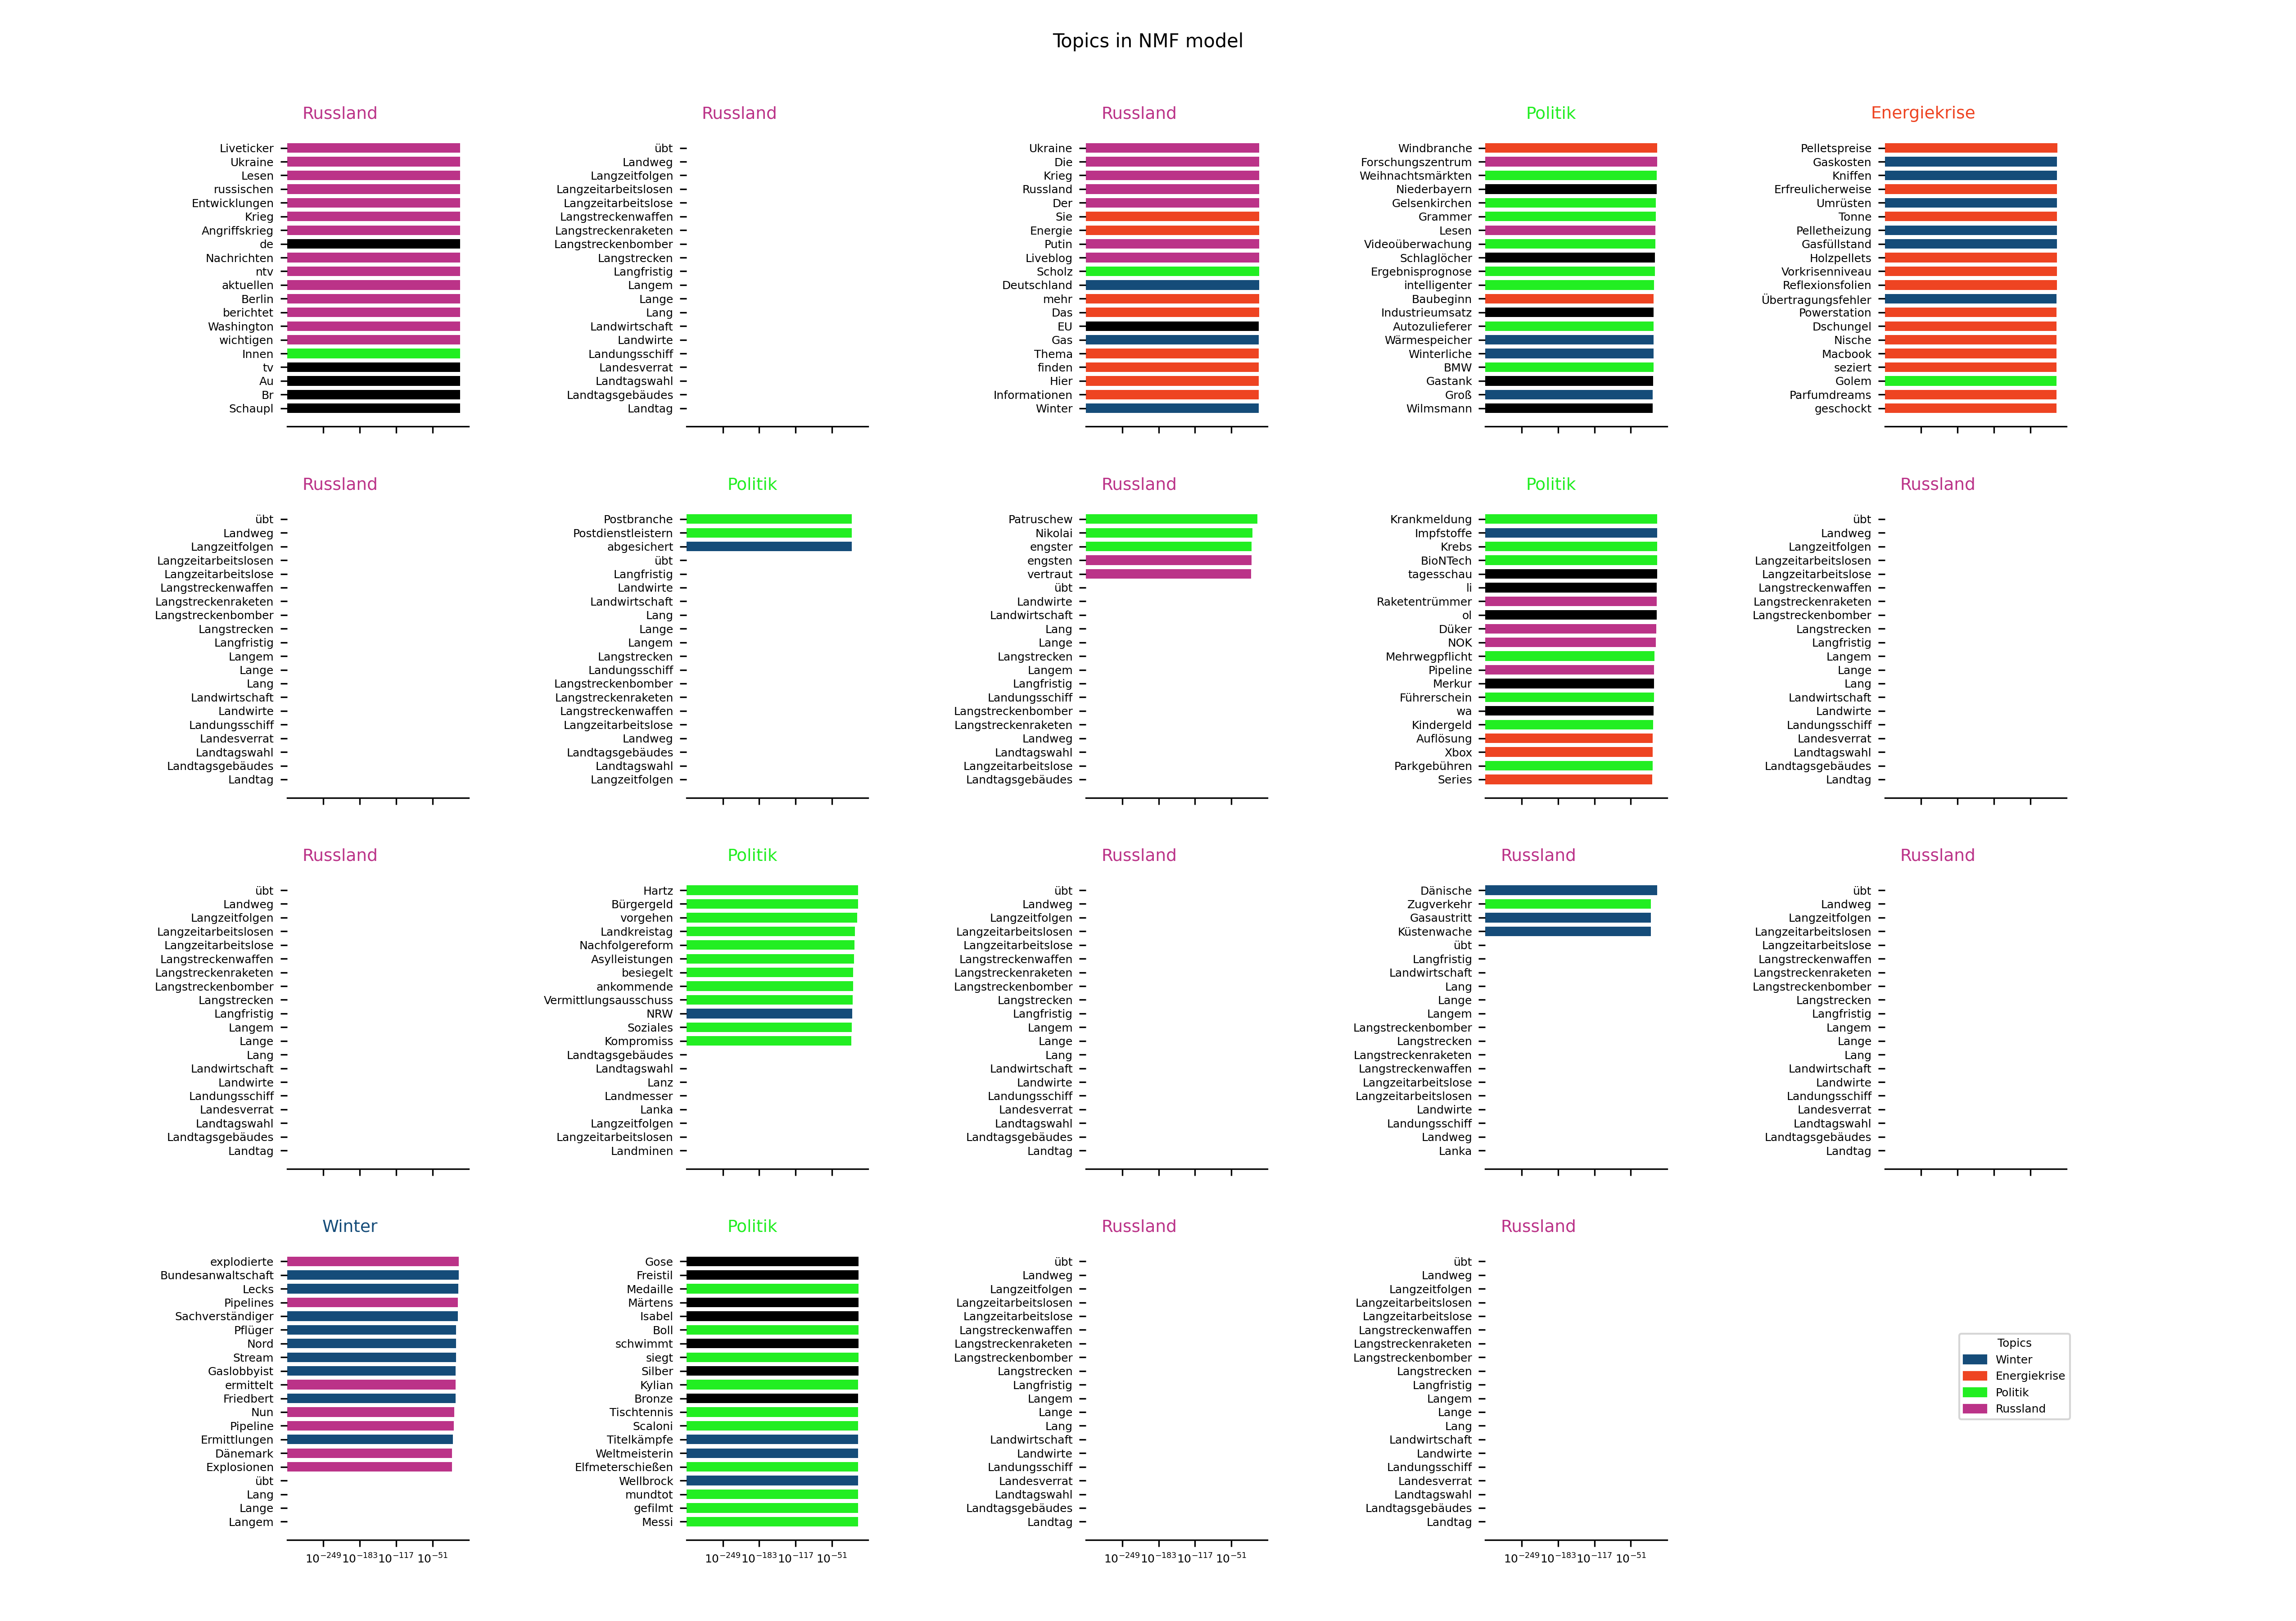 Topics in NMF model
Russland
Liveticker
Ukraine
Lesen
russischen
Entwicklungen
Krieg
Angriffskrieg
de
Nachrichten
ntv
aktuellen
Berlin
berichtet
Washington
wichtigen
Innen
tv
Au
Br
Schaupl
Russland
übt
Landweg
Langzeitfolgen
Langzeitarbeitslosen
Langzeitarbeitslose
Langstreckenwaffen
Langstreckenraketen
Langstreckenbomber
Langstrecken
Langfristig
Langem
Lange
Lang
Landwirtschaft
Landwirte
Landungsschiff
Landesverrat
Landtagswahl
Landtagsgebäudes
Landtag
Russland
Ukraine
Die
Krieg
Russland
Der
Sie
Energie
Putin
Liveblog
Scholz
Deutschland
mehr
Das
EU
Gas
Thema
finden
Hier
Informationen
Winter
Politik
Windbranche
Forschungszentrum
Weihnachtsmärkten
Niederbayern
Gelsenkirchen
Grammer
Lesen
Videoüberwachung
Schlaglöcher
Ergebnisprognose
intelligenter
Baubeginn
Industrieumsatz
Autozulieferer
Wärmespeicher
Winterliche
BMW
Gastank
Groß
Wilmsmann
Energiekrise
Pelletspreise
Gaskosten
Kniffen
Erfreulicherweise
Umrüsten
Tonne
Pelletheizung
Gasfüllstand
Holzpellets
Vorkrisenniveau
Reflexionsfolien
Übertragungsfehler
Powerstation
Dschungel
Nische
Macbook
seziert
Golem
Parfumdreams
geschockt
Russland
übt
Landweg
Langzeitfolgen
Langzeitarbeitslosen
Langzeitarbeitslose
Langstreckenwaffen
Langstreckenraketen
Langstreckenbomber
Langstrecken
Langfristig
Langem
Lange
Lang
Landwirtschaft
Landwirte
Landungsschiff
Landesverrat
Landtagswahl
Landtagsgebäudes
Landtag
Politik
Postbranche
Postdienstleistern
abgesichert
übt
Langfristig
Landwirte
Landwirtschaft
Lang
Lange
Langem
Langstrecken
Landungsschiff
Langstreckenbomber
Langstreckenraketen
Langstreckenwaffen
Langzeitarbeitslose
Landweg
Landtagsgebäudes
Landtagswahl
Langzeitfolgen
Russland
Patruschew
Nikolai
engster
engsten
vertraut
übt
Landwirte
Landwirtschaft
Lang
Lange
Langstrecken
Langem
Langfristig
Landungsschiff
Langstreckenbomber
Langstreckenraketen
Landweg
Landtagswahl
Langzeitarbeitslose
Landtagsgebäudes
Politik
Krankmeldung
Impfstoffe
Krebs
BioNTech
tagesschau
li
Raketentrümmer
ol
Düker
NOK
Mehrwegpflicht
Pipeline
Merkur
Führerschein
wa
Kindergeld
Auflösung
Xbox
Parkgebühren
Series
Russland
übt
Landweg
Langzeitfolgen
Langzeitarbeitslosen
Langzeitarbeitslose
Langstreckenwaffen
Langstreckenraketen
Langstreckenbomber
Langstrecken
Langfristig
Langem
Lange
Lang
Landwirtschaft
Landwirte
Landungsschiff
Landesverrat
Landtagswahl
Landtagsgebäudes
Landtag
Russland
übt
Landweg
Langzeitfolgen
Langzeitarbeitslosen
Langzeitarbeitslose
Langstreckenwaffen
Langstreckenraketen
Langstreckenbomber
Langstrecken
Langfristig
Langem
Lange
Lang
Landwirtschaft
Landwirte
Landungsschiff
Landesverrat
Landtagswahl
Landtagsgebäudes
Landtag
Politik
Hartz
Bürgergeld
vorgehen
Landkreistag
Nachfolgereform
Asylleistungen
besiegelt
ankommende
Vermittlungsausschuss
NRW
Soziales
Kompromiss
Landtagsgebäudes
Landtagswahl
Lanz
Landmesser
Lanka
Langzeitfolgen
Langzeitarbeitslosen
Landminen
Russland
übt
Landweg
Langzeitfolgen
Langzeitarbeitslosen
Langzeitarbeitslose
Langstreckenwaffen
Langstreckenraketen
Langstreckenbomber
Langstrecken
Langfristig
Langem
Lange
Lang
Landwirtschaft
Landwirte
Landungsschiff
Landesverrat
Landtagswahl
Landtagsgebäudes
Landtag
Russland
Dänische
Zugverkehr
Gasaustritt
Küstenwache
übt
Langfristig
Landwirtschaft
Lang
Lange
Langem
Langstreckenbomber
Langstrecken
Langstreckenraketen
Langstreckenwaffen
Langzeitarbeitslose
Langzeitarbeitslosen
Landwirte
Landungsschiff
Landweg
Lanka
Russland
übt
Landweg
Langzeitfolgen
Langzeitarbeitslosen
Langzeitarbeitslose
Langstreckenwaffen
Langstreckenraketen
Langstreckenbomber
Langstrecken
Langfristig
Langem
Lange
Lang
Landwirtschaft
Landwirte
Landungsschiff
Landesverrat
Landtagswahl
Landtagsgebäudes
Landtag
Winter
explodierte
Bundesanwaltschaft
Lecks
Pipelines
Sachverständiger
Pflüger
Nord
Stream
Gaslobbyist
ermittelt
Friedbert
Nun
Pipeline
Ermittlungen
Dänemark
Explosionen
übt
Lang
Lange
Langem
10⁻²⁴⁹ 10⁻¹⁸³ 10⁻¹¹⁷ 10⁻⁵¹
Politik
Gose
Freistil
Medaille
Märtens
Isabel
Boll
schwimmt
siegt
Silber
Kylian
Bronze
Tischtennis
Scaloni
Titelkämpfe
Weltmeisterin
Elfmeterschießen
Wellbrock
mundtot
gefilmt
Messi
10⁻²⁴⁹ 10⁻¹⁸³ 10⁻¹¹⁷ 10⁻⁵¹
Russland
übt
Landweg
Langzeitfolgen
Langzeitarbeitslosen
Langzeitarbeitslose
Langstreckenwaffen
Langstreckenraketen
Langstreckenbomber
Langstrecken
Langfristig
Langem
Lange
Lang
Landwirtschaft
Landwirte
Landungsschiff
Landesverrat
Landtagswahl
Landtagsgebäudes
Landtag
10⁻²⁴⁹ 10⁻¹⁸³ 10⁻¹¹⁷ 10⁻⁵¹
Russland
übt
Landweg
Langzeitfolgen
Langzeitarbeitslosen
Langzeitarbeitslose
Langstreckenwaffen
Langstreckenraketen
Langstreckenbomber
Langstrecken
Langfristig
Langem
Lange
Lang
Landwirtschaft
Landwirte
Landungsschiff
Landesverrat
Landtagswahl
Landtagsgebäudes
Landtag
10⁻²⁴⁹ 10⁻¹⁸³ 10⁻¹¹⁷ 10⁻⁵¹
Topics
Winter
Energiekrise
Politik
Russland